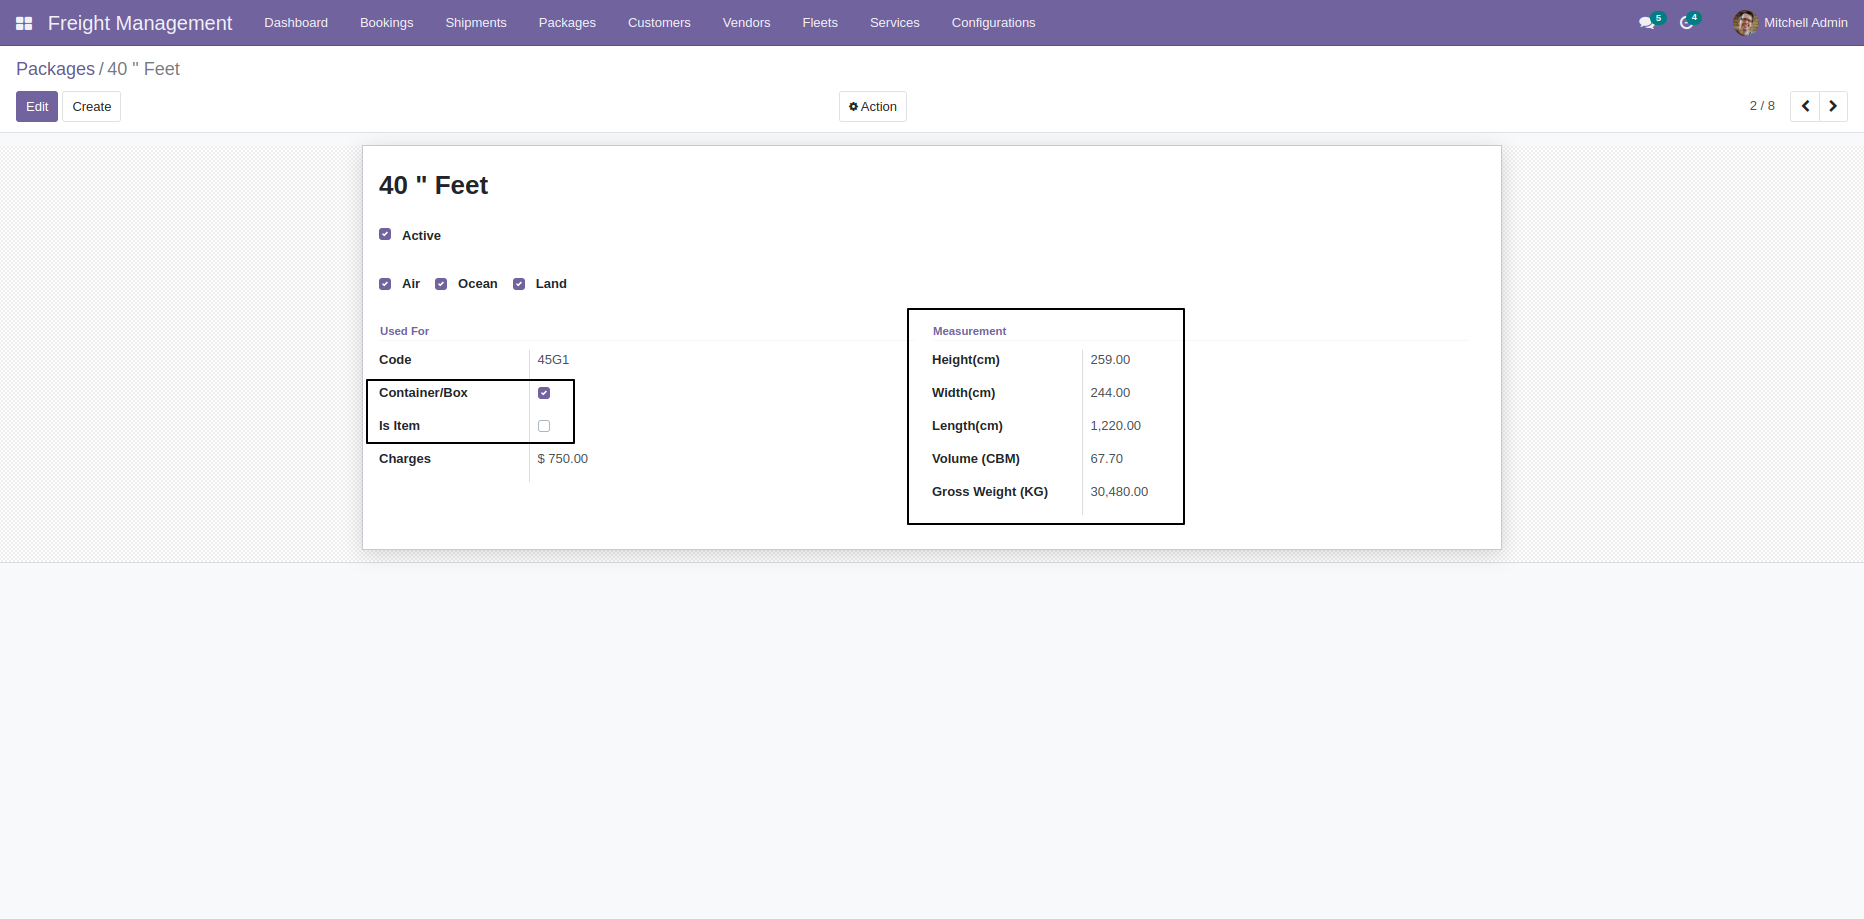 Freight Management Dashboard Bookings Shipments Packages Customers Vendors Fleets Services Configurations 5 4 Mitchell Admin
Packages / 40 " Feet
Edit Create Action 2 / 8
40 " Feet
Active
Air Ocean Land
Used For
Code 45G1
Container/Box
Is Item
Charges $ 750.00
Measurement
Height(cm) 259.00
Width(cm) 244.00
Length(cm) 1,220.00
Volume (CBM) 67.70
Gross Weight (KG) 30,480.00